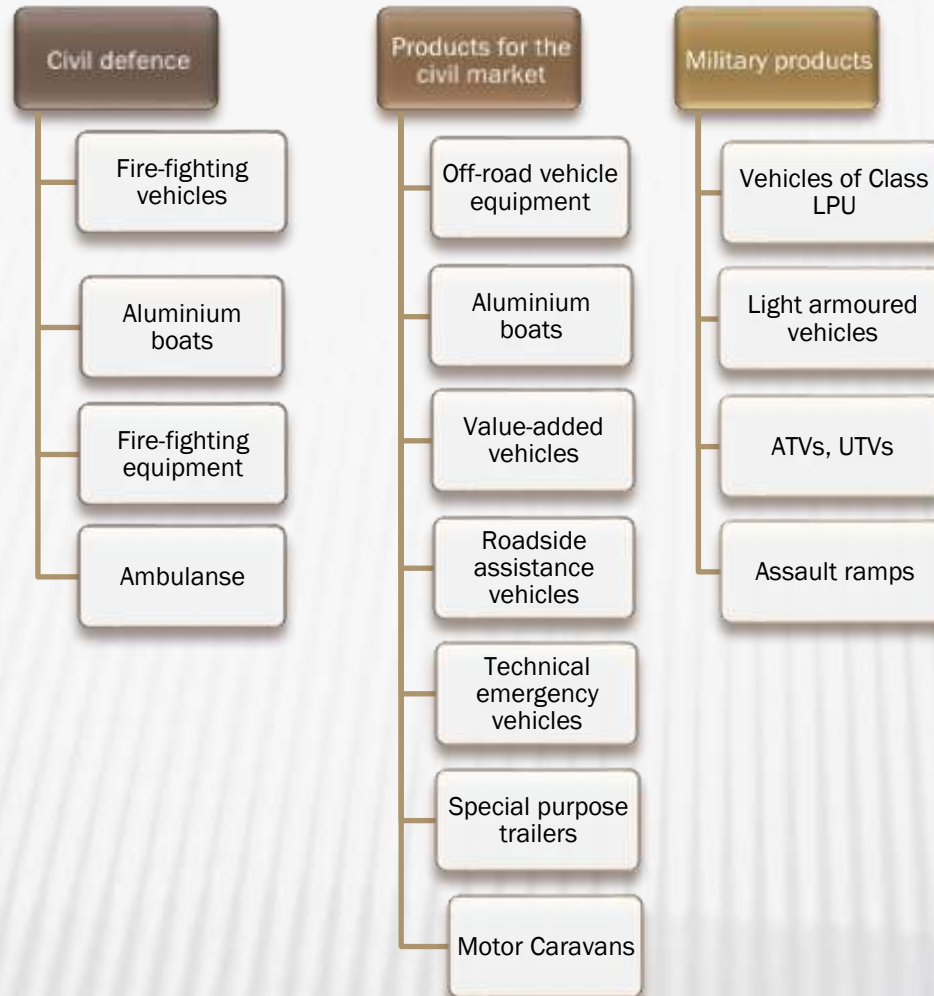 Civil defence
Fire-fighting
vehicles
Aluminium
boats
Fire-fighting
equipment
Ambulanse
Products for the
civil market
Off-road vehicle
equipment
Aluminium
boats
Value-added
vehicles
Roadside
assistance
vehicles
Technical
emergency
vehicles
Special purpose
trailers
Motor Caravans
Military products
Vehicles of Class
LPU
Light armoured
vehicles
ATVs, UTVs
Assault ramps